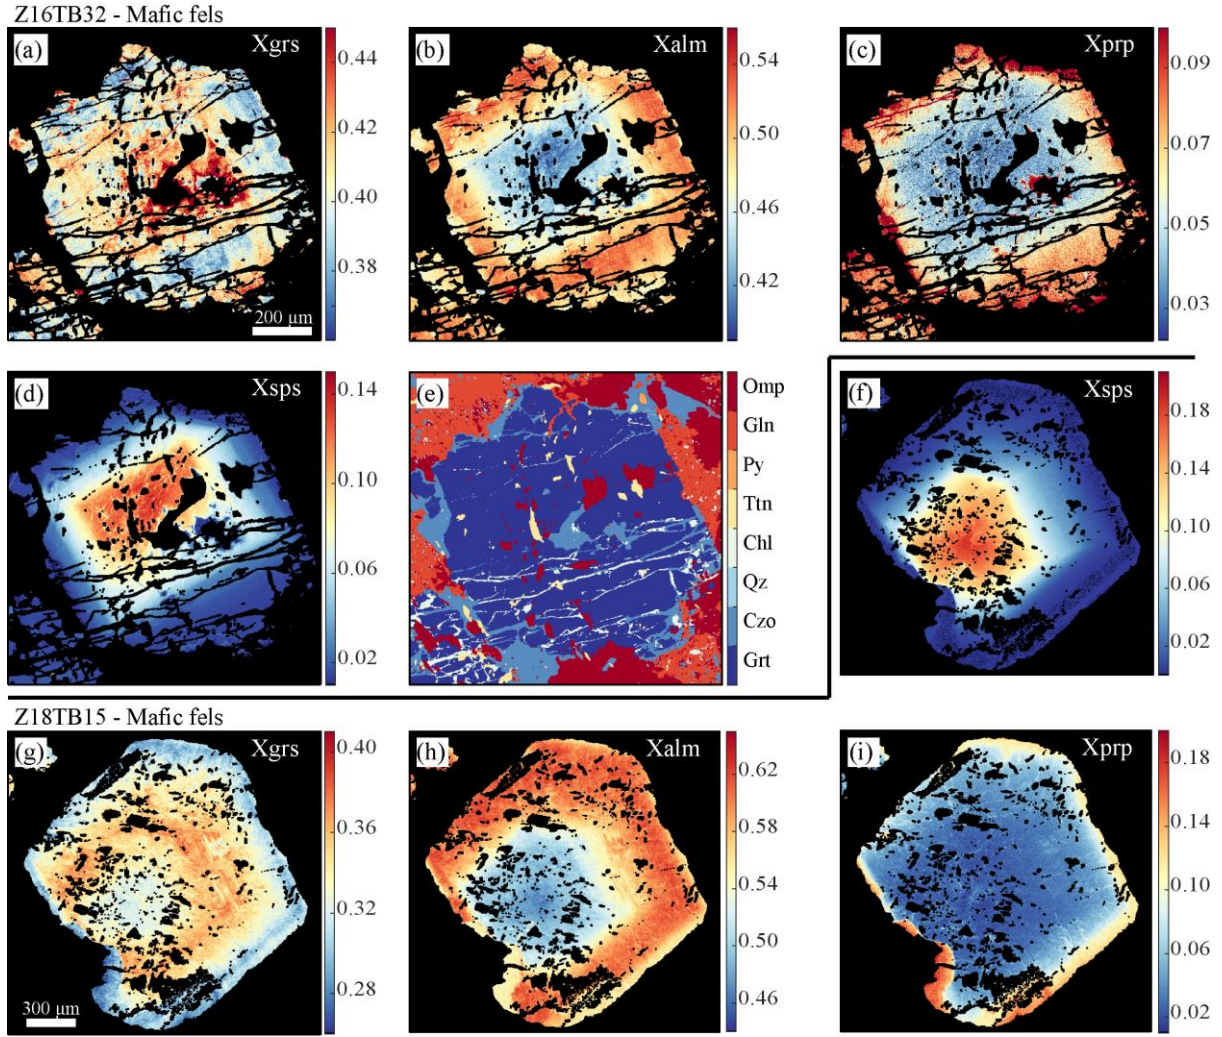 Z16TB32 - Mafic fels
(a) Xgrs
0.44
0.42
0.40
0.38
200 μm
(b) Xalm
0.54
0.50
0.46
0.42
(c) Xprp
0.09
0.07
0.05
0.03
(d) Xsps
0.14
0.10
0.06
0.02
(e)
Omp
Gln
Py
Ttn
Chl
Qz
Czo
Grt
(f) Xsps
0.18
0.14
0.10
0.06
0.02
Z18TB15 - Mafic fels
(g) Xgrs
0.40
0.36
0.32
0.28
300 μm
(h) Xalm
0.62
0.58
0.54
0.50
0.46
(i) Xprp
0.18
0.14
0.10
0.06
0.02